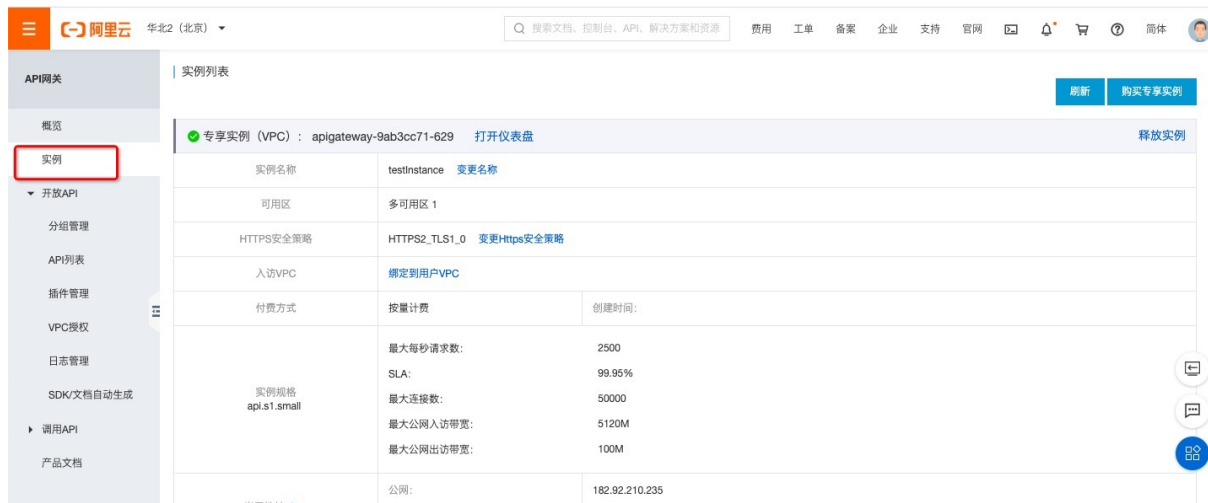 阿里云 华北2（北京） 搜索文档、控制台、API、解决方案和资源 费用 工单 备案 企业 支持 官网 简体
API网关
概览
实例
开放API
分组管理
API列表
插件管理
VPC授权
日志管理
SDK/文档自动生成
调用API
产品文档
实例列表
刷新 购买专享实例
专享实例（VPC）： apigateway-9ab3cc71-629 打开仪表盘 释放实例
实例名称 testInstance 变更名称
可用区 多可用区 1
HTTPS安全策略 HTTPS2_TLS1_0 变更Https安全策略
入访VPC 绑定到用户VPC
付费方式 按量计费 创建时间:
实例规格
api.s1.small
最大每秒请求数: 2500
SLA: 99.95%
最大连接数: 50000
最大公网入访带宽: 5120M
最大公网出访带宽: 100M
公网: 182.92.210.235